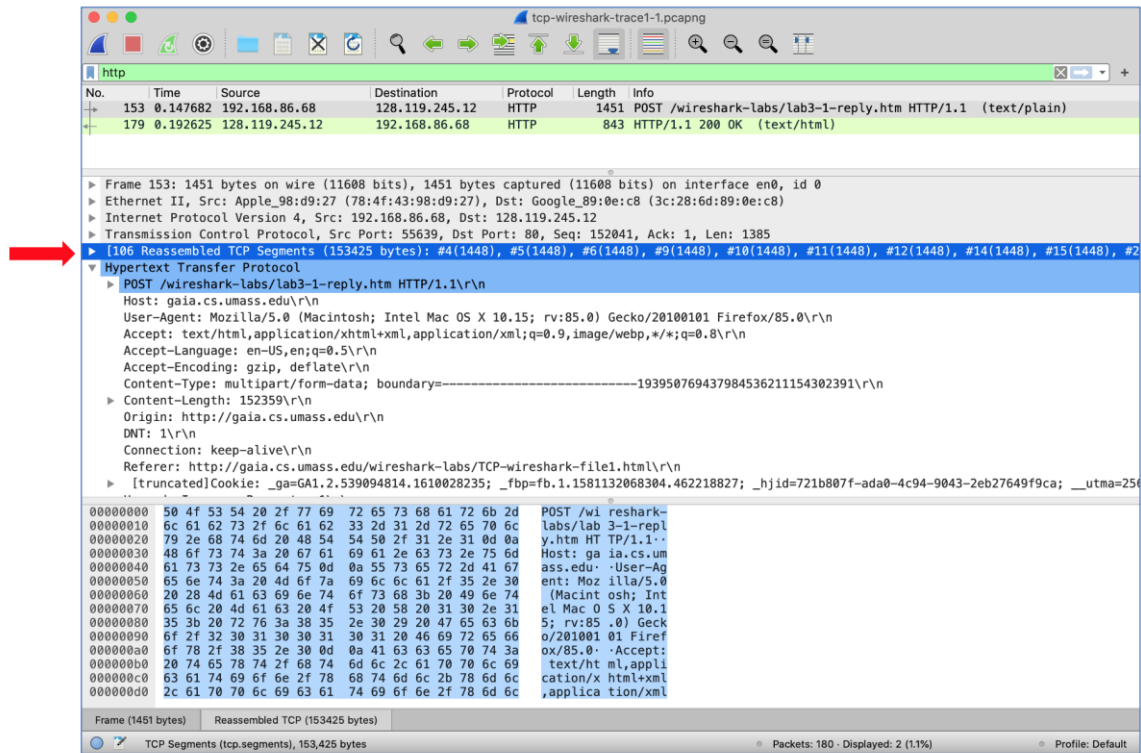 tcp-wireshark-trace1-1.pcapng
http
No. Time Source Destination Protocol Length Info
153 0.147682 192.168.86.68 128.119.245.12 HTTP 1451 POST /wireshark-labs/lab3-1-reply.htm HTTP/1.1 (text/plain)
179 0.192625 128.119.245.12 192.168.86.68 HTTP 843 HTTP/1.1 200 OK (text/html)
Frame 153: 1451 bytes on wire (11608 bits), 1451 bytes captured (11608 bits) on interface en0, id 0
Ethernet II, Src: Apple_98:d9:27 (78:4f:43:98:d9:27), Dst: Google_89:0e:c8 (3c:28:6d:89:0e:c8)
Internet Protocol Version 4, Src: 192.168.86.68, Dst: 128.119.245.12
Transmission Control Protocol, Src Port: 55639, Dst Port: 80, Seq: 152041, Ack: 1, Len: 1385
[106 Reassembled TCP Segments (153425 bytes): #4(1448), #5(1448), #6(1448), #9(1448), #10(1448), #11(1448), #12(1448), #14(1448), #15(1448), #2
Hypertext Transfer Protocol
POST /wireshark-labs/lab3-1-reply.htm HTTP/1.1\r\n
Host: gaia.cs.umass.edu\r\n
User-Agent: Mozilla/5.0 (Macintosh; Intel Mac OS X 10.15; rv:85.0) Gecko/20100101 Firefox/85.0\r\n
Accept: text/html,application/xhtml+xml,application/xml;q=0.9,image/webp,*/*;q=0.8\r\n
Accept-Language: en-US,en;q=0.5\r\n
Accept-Encoding: gzip, deflate\r\n
Content-Type: multipart/form-data; boundary=---------------------------193950769437984536211154302391\r\n
Content-Length: 152359\r\n
Origin: http://gaia.cs.umass.edu\r\n
DNT: 1\r\n
Connection: keep-alive\r\n
Referer: http://gaia.cs.umass.edu/wireshark-labs/TCP-wireshark-file1.html\r\n
[truncated]Cookie: _ga=GA1.2.539094814.1610028235; _fbp=fb.1.1581132068304.462218827; _hjid=721b807f-ada0-4c94-9043-2eb27649f9ca; __utma=256
00000000 50 4f 53 54 20 2f 77 69 72 65 73 68 61 72 6b 2d POST /wi reshark-
00000010 6c 61 62 73 2f 6c 61 62 33 2d 31 2d 72 65 70 6c labs/lab 3-1-repl
00000020 79 2e 68 74 6d 20 48 54 54 50 2f 31 2e 31 0d 0a y.htm HT TP/1.1··
00000030 48 6f 73 74 3a 20 67 61 69 61 2e 63 73 2e 75 6d Host: ga ia.cs.um
00000040 61 73 73 2e 65 64 75 0d 0a 55 73 65 72 2d 41 67 ass.edu· ·User-Ag
00000050 65 6e 74 3a 20 4d 6f 7a 69 6c 6c 61 2f 35 2e 30 ent: Moz illa/5.0
00000060 20 28 4d 61 63 69 6e 74 6f 73 68 3b 20 49 6e 74 (Macint osh; Int
00000070 65 6c 20 4d 61 63 20 4f 53 20 58 20 31 30 2e 31 el Mac O S X 10.1
00000080 35 3b 20 72 76 3a 38 35 2e 30 29 20 47 65 63 6b 5; rv:85 .0) Geck
00000090 6f 2f 32 30 31 30 30 31 30 31 20 46 69 72 65 66 o/201001 01 Firef
000000a0 6f 78 2f 38 35 2e 30 0d 0a 41 63 63 65 70 74 3a ox/85.0· ·Accept:
000000b0 20 74 65 78 74 2f 68 74 6d 6c 2c 61 70 70 6c 69 text/ht ml,appli
000000c0 63 61 74 69 6f 6e 2f 78 68 74 6d 6c 2b 78 6d 6c cation/x html+xml
000000d0 2c 61 70 70 6c 69 63 61 74 69 6f 6e 2f 78 6d 6c ,applica tion/xml
Frame (1451 bytes) Reassembled TCP (153425 bytes)
TCP Segments (tcp.segments), 153,425 bytes Packets: 180 · Displayed: 2 (1.1%) Profile: Default